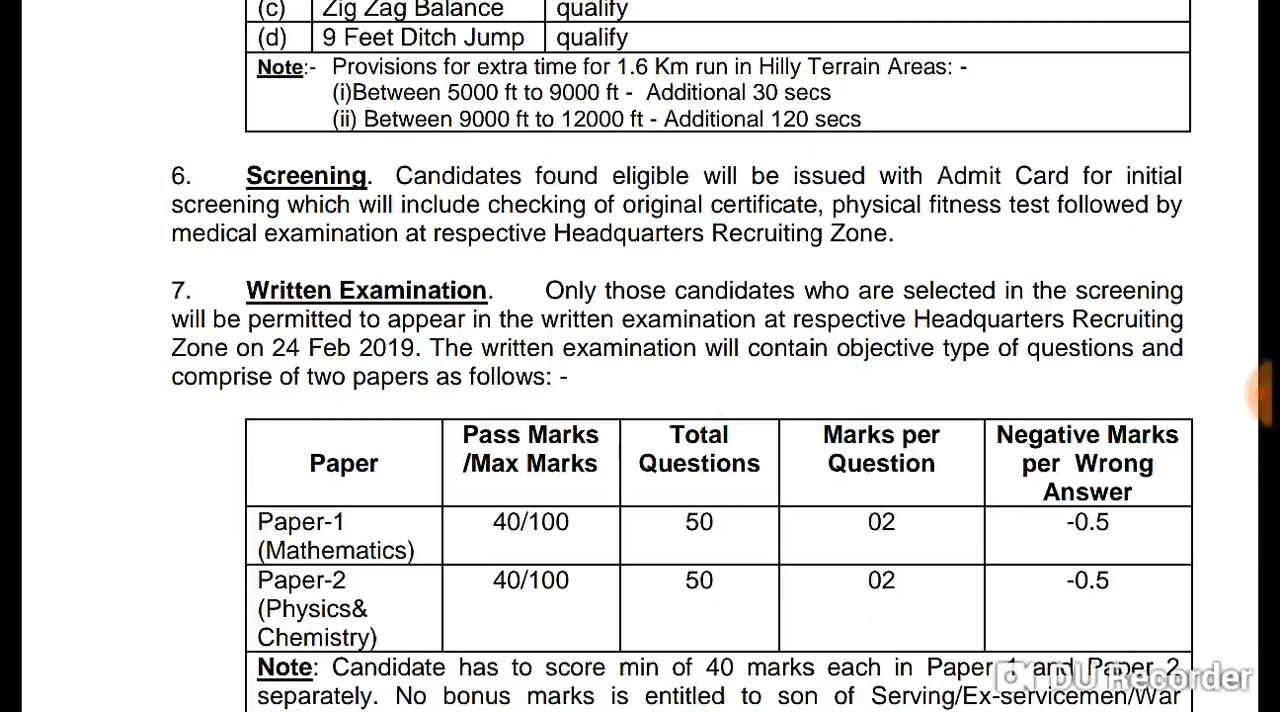 (c) Zig Zag Balance qualify
(d) 9 Feet Ditch Jump qualify
Note:- Provisions for extra time for 1.6 Km run in Hilly Terrain Areas: -
(i)Between 5000 ft to 9000 ft - Additional 30 secs
(ii) Between 9000 ft to 12000 ft - Additional 120 secs
6. Screening. Candidates found eligible will be issued with Admit Card for initial
screening which will include checking of original certificate, physical fitness test followed by
medical examination at respective Headquarters Recruiting Zone.
7. Written Examination. Only those candidates who are selected in the screening
will be permitted to appear in the written examination at respective Headquarters Recruiting
Zone on 24 Feb 2019. The written examination will contain objective type of questions and
comprise of two papers as follows: -
Paper
Pass Marks
/Max Marks
Total
Questions
Marks per
Question
Negative Marks
per Wrong
Answer
Paper-1 40/100 50 02 -0.5
(Mathematics)
Paper-2 40/100 50 02 -0.5
(Physics&
Chemistry)
Note: Candidate has to score min of 40 marks each in Paper 1 and Paper 2
separately. No bonus marks is entitled to son of Serving/Ex-servicemen/War
DU Recorder